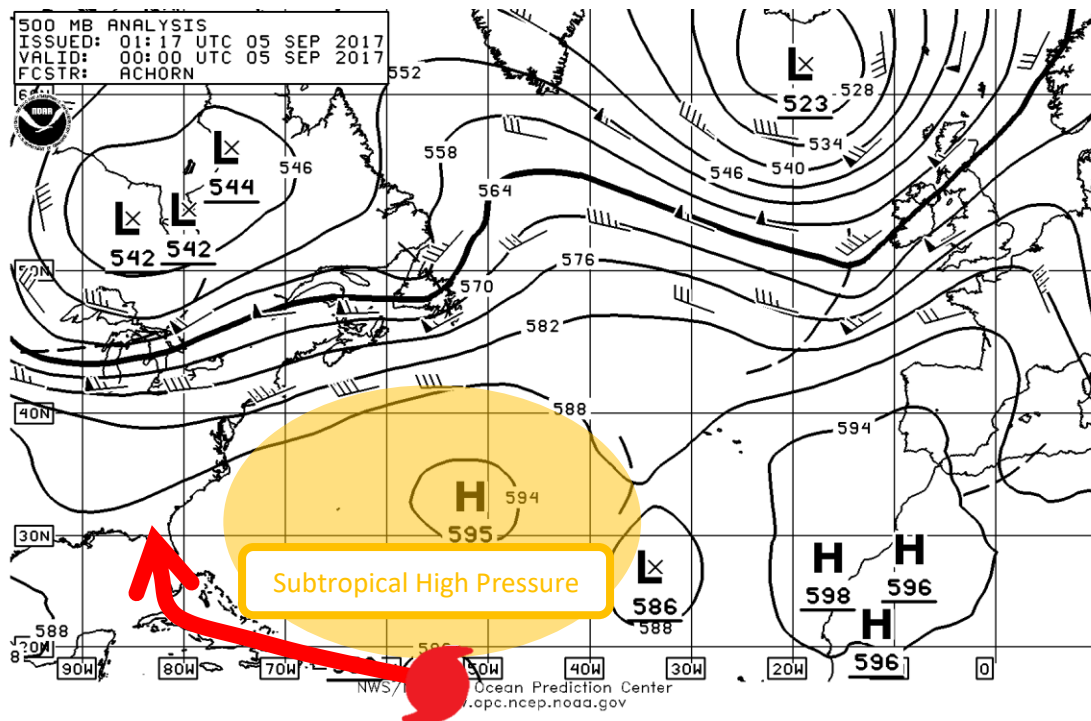 500 MB ANALYSIS
ISSUED: 01:17 UTC 05 SEP 2017
VALID: 00:00 UTC 05 SEP 2017
FCSTR: ACHORN
NOAA
552
L
523
528
534
540
546
L
544
546
558
564
L
542
L
542
50N
570
576
582
40N
588
594
H
594
595
30N
Subtropical High Pressure
L
586
588
H
598
H
596
H
596
588
90W
80W
70W
50W
40W
30W
20W
0
NWS/
Ocean Prediction Center
.opc.ncep.noaa.gov